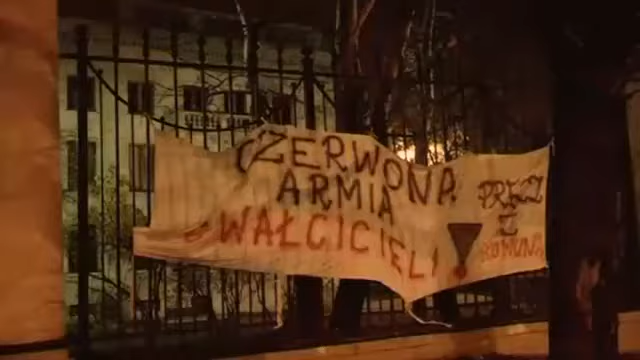 CZERWONA
ARMIA
GWAŁCICIELI!
PRECZ
Z
KOMUNĄ